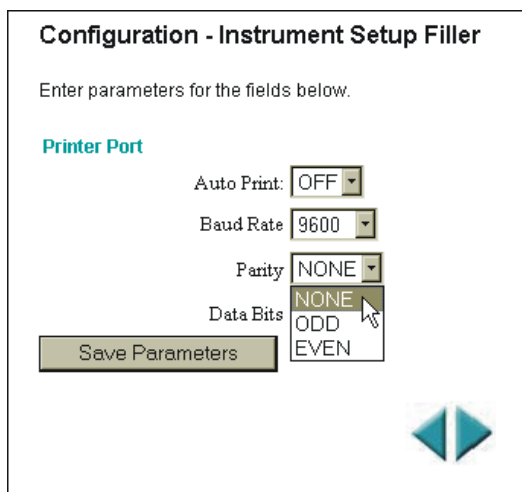 Configuration - Instrument Setup Filler
Enter parameters for the fields below.
Printer Port
Auto Print: OFF
Baud Rate 9600
Parity NONE
NONE
Data Bits ODD
EVEN
Save Parameters